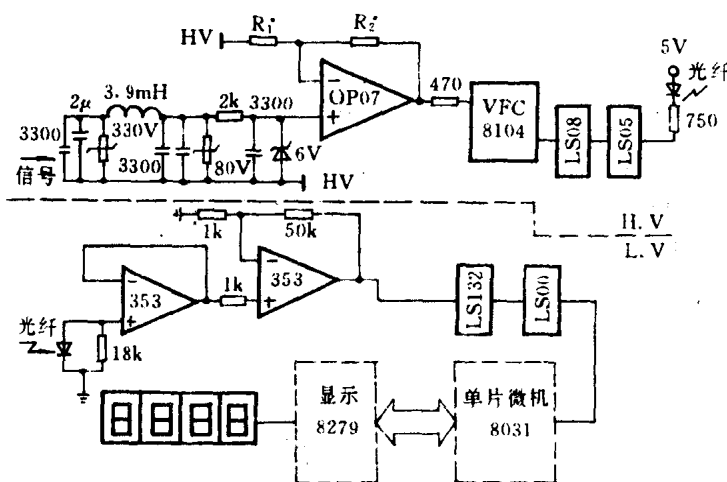 HV
R₁*
R₂*
5V
光纤
3.9mH
2μ
2k
3300
OP07
470
VFC
8104
LS08
LS05
750
3300
330V
3300
80V
6V
信号
HV
H.V
L.V
1k
50k
353
1k
353
LS132
LS00
光纤
18k
显示
8279
单片微机
8031
8888